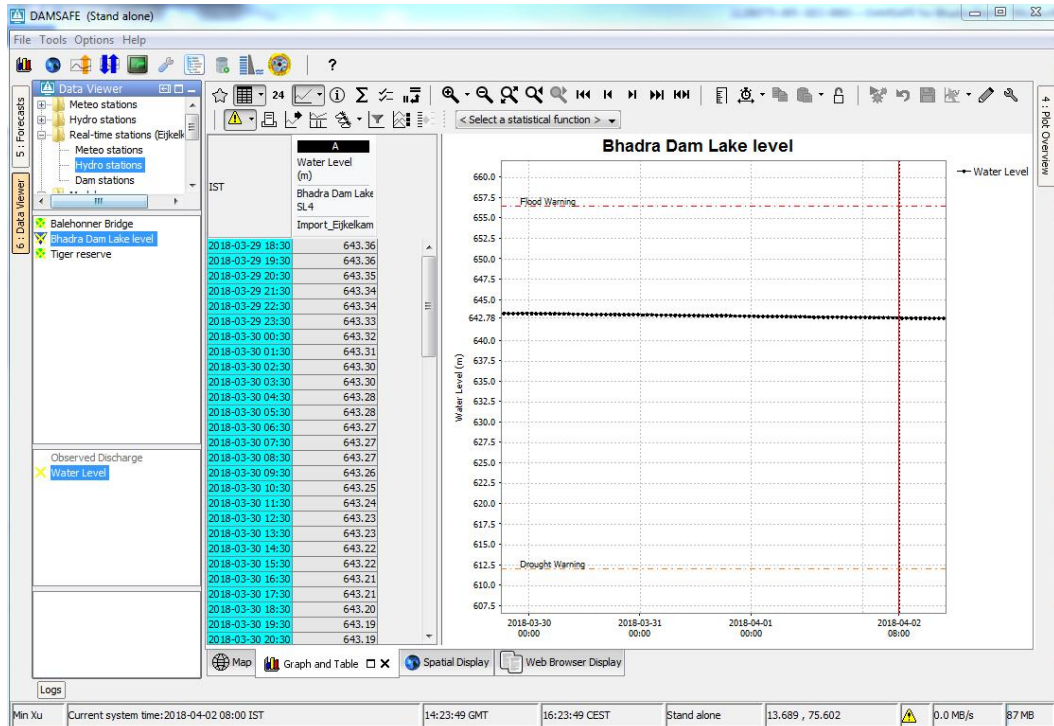 DAMSAFE (Stand alone)
File Tools Options Help
?
Data Viewer
Meteo stations
Hydro stations
Real-time stations (Eijkelk
Meteo stations
Hydro stations
Dam stations
5 : Forecasts
6 : Data Viewer
Balehonner Bridge
Bhadra Dam Lake level
Tiger reserve
Observed Discharge
Water Level
24
< Select a statistical function >
IST
A
Water Level
(m)
Bhadra Dam Lake
SL4
Import_Eijkelkam
2018-03-29 18:30 643.36
2018-03-29 19:30 643.36
2018-03-29 20:30 643.35
2018-03-29 21:30 643.34
2018-03-29 22:30 643.34
2018-03-29 23:30 643.33
2018-03-30 00:30 643.32
2018-03-30 01:30 643.31
2018-03-30 02:30 643.30
2018-03-30 03:30 643.30
2018-03-30 04:30 643.28
2018-03-30 05:30 643.28
2018-03-30 06:30 643.27
2018-03-30 07:30 643.27
2018-03-30 08:30 643.27
2018-03-30 09:30 643.26
2018-03-30 10:30 643.25
2018-03-30 11:30 643.24
2018-03-30 12:30 643.23
2018-03-30 13:30 643.23
2018-03-30 14:30 643.22
2018-03-30 15:30 643.22
2018-03-30 16:30 643.21
2018-03-30 17:30 643.21
2018-03-30 18:30 643.20
2018-03-30 19:30 643.19
2018-03-30 20:30 643.19
Bhadra Dam Lake level
Water Level
Water Level (m)
660.0
657.5
655.0
652.5
650.0
647.5
645.0
642.78
640.0
637.5
635.0
632.5
630.0
627.5
625.0
622.5
620.0
617.5
615.0
612.5
610.0
607.5
Flood Warning
Drought Warning
2018-03-30
00:00
2018-03-31
00:00
2018-04-01
00:00
2018-04-02
08:00
4 : Plot Overview
Map
Graph and Table
Spatial Display
Web Browser Display
Logs
Min Xu
Current system time:2018-04-02 08:00 IST
14:23:49 GMT
16:23:49 CEST
Stand alone
13.689 , 75.602
0.0 MB/s
87 MB